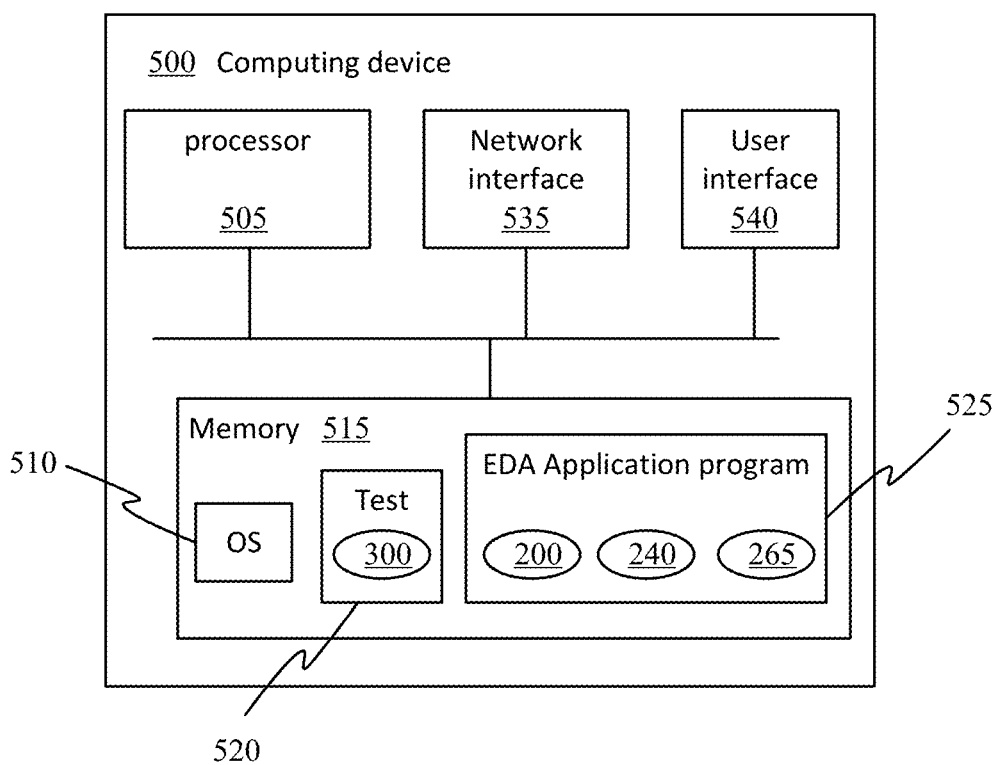 500 Computing device
processor
505
Network
interface
535
User
interface
540
Memory 515
525
510
EDA Application program
Test
OS
300
200 240 265
520